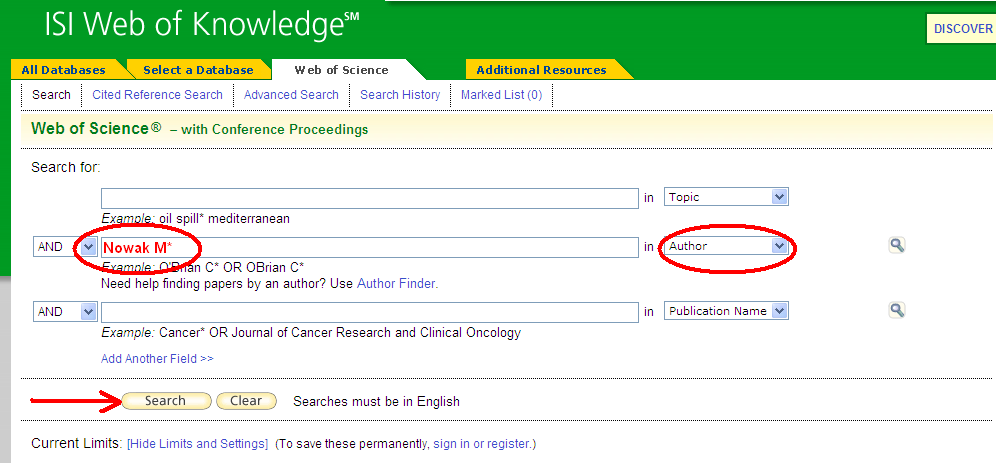 ISI Web of Knowledge℠
DISCOVER
All Databases Select a Database Web of Science Additional Resources
Search Cited Reference Search Advanced Search Search History Marked List (0)
Web of Science® – with Conference Proceedings
Search for:
in Topic
Example: oil spill* mediterranean
AND Nowak M* in Author
Example: O'Brian C* OR OBrian C*
Need help finding papers by an author? Use Author Finder.
AND in Publication Name
Example: Cancer* OR Journal of Cancer Research and Clinical Oncology
Add Another Field >>
Search Clear Searches must be in English
Current Limits: [Hide Limits and Settings] (To save these permanently, sign in or register.)